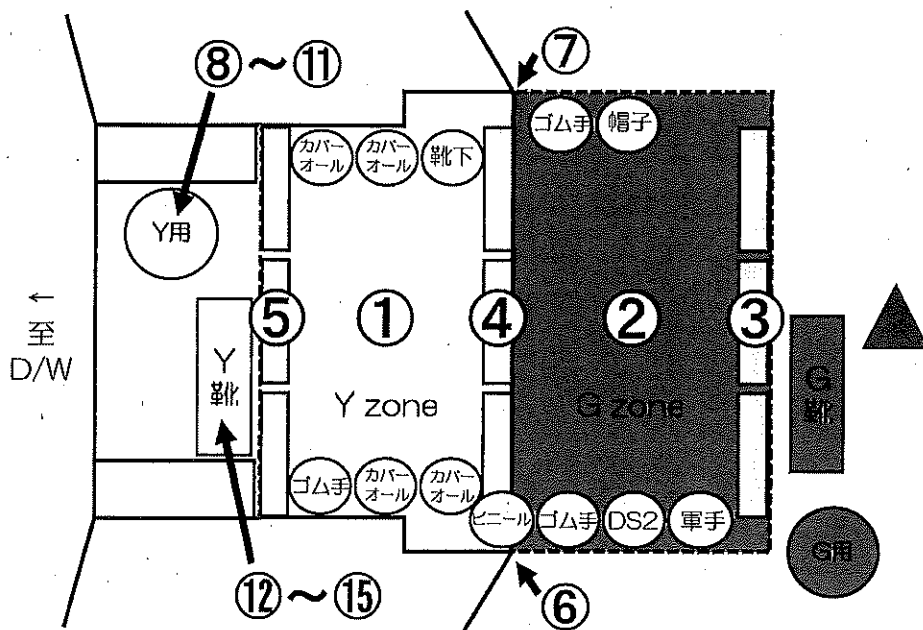 ⑧～⑪
⑦
カバー
オール
カバー
オール
靴下
ゴム手
帽子
Y用
←
至
D/W
⑤
①
④
②
③
Y
靴
G
靴
Y zone
G zone
ゴム手
カバー
オール
カバー
オール
ビニール
ゴム手
DS2
軍手
G用
⑫～⑮
⑥